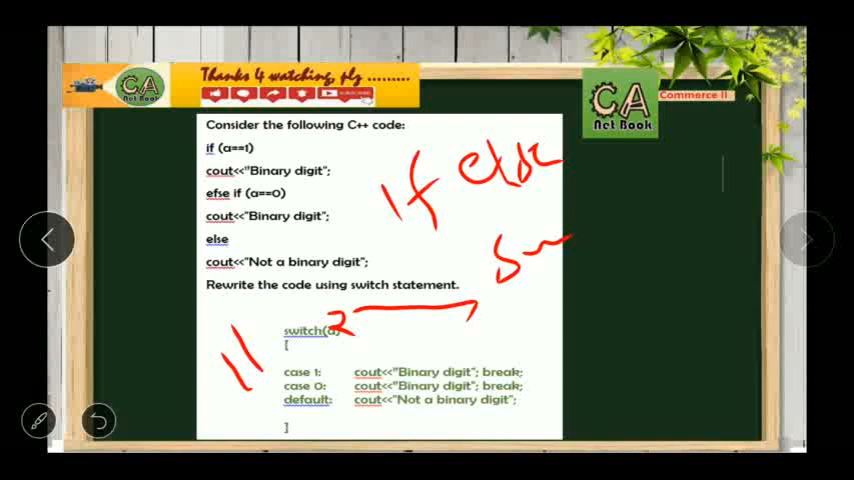 Thanks 4 watching, plz .........
CA
Net Book
SUBSCRIBE
CA
Net Book
Commerce II
Consider the following C++ code:
if (a==1)
cout<<"Binary digit";
efse if (a==0)
cout<<"Binary digit";
else
cout<<"Not a binary digit";
Rewrite the code using switch statement.
If else
switch(a)
[
case 1: cout<<"Binary digit"; break;
case 0: cout<<"Binary digit"; break;
default: cout<<"Not a binary digit";
]